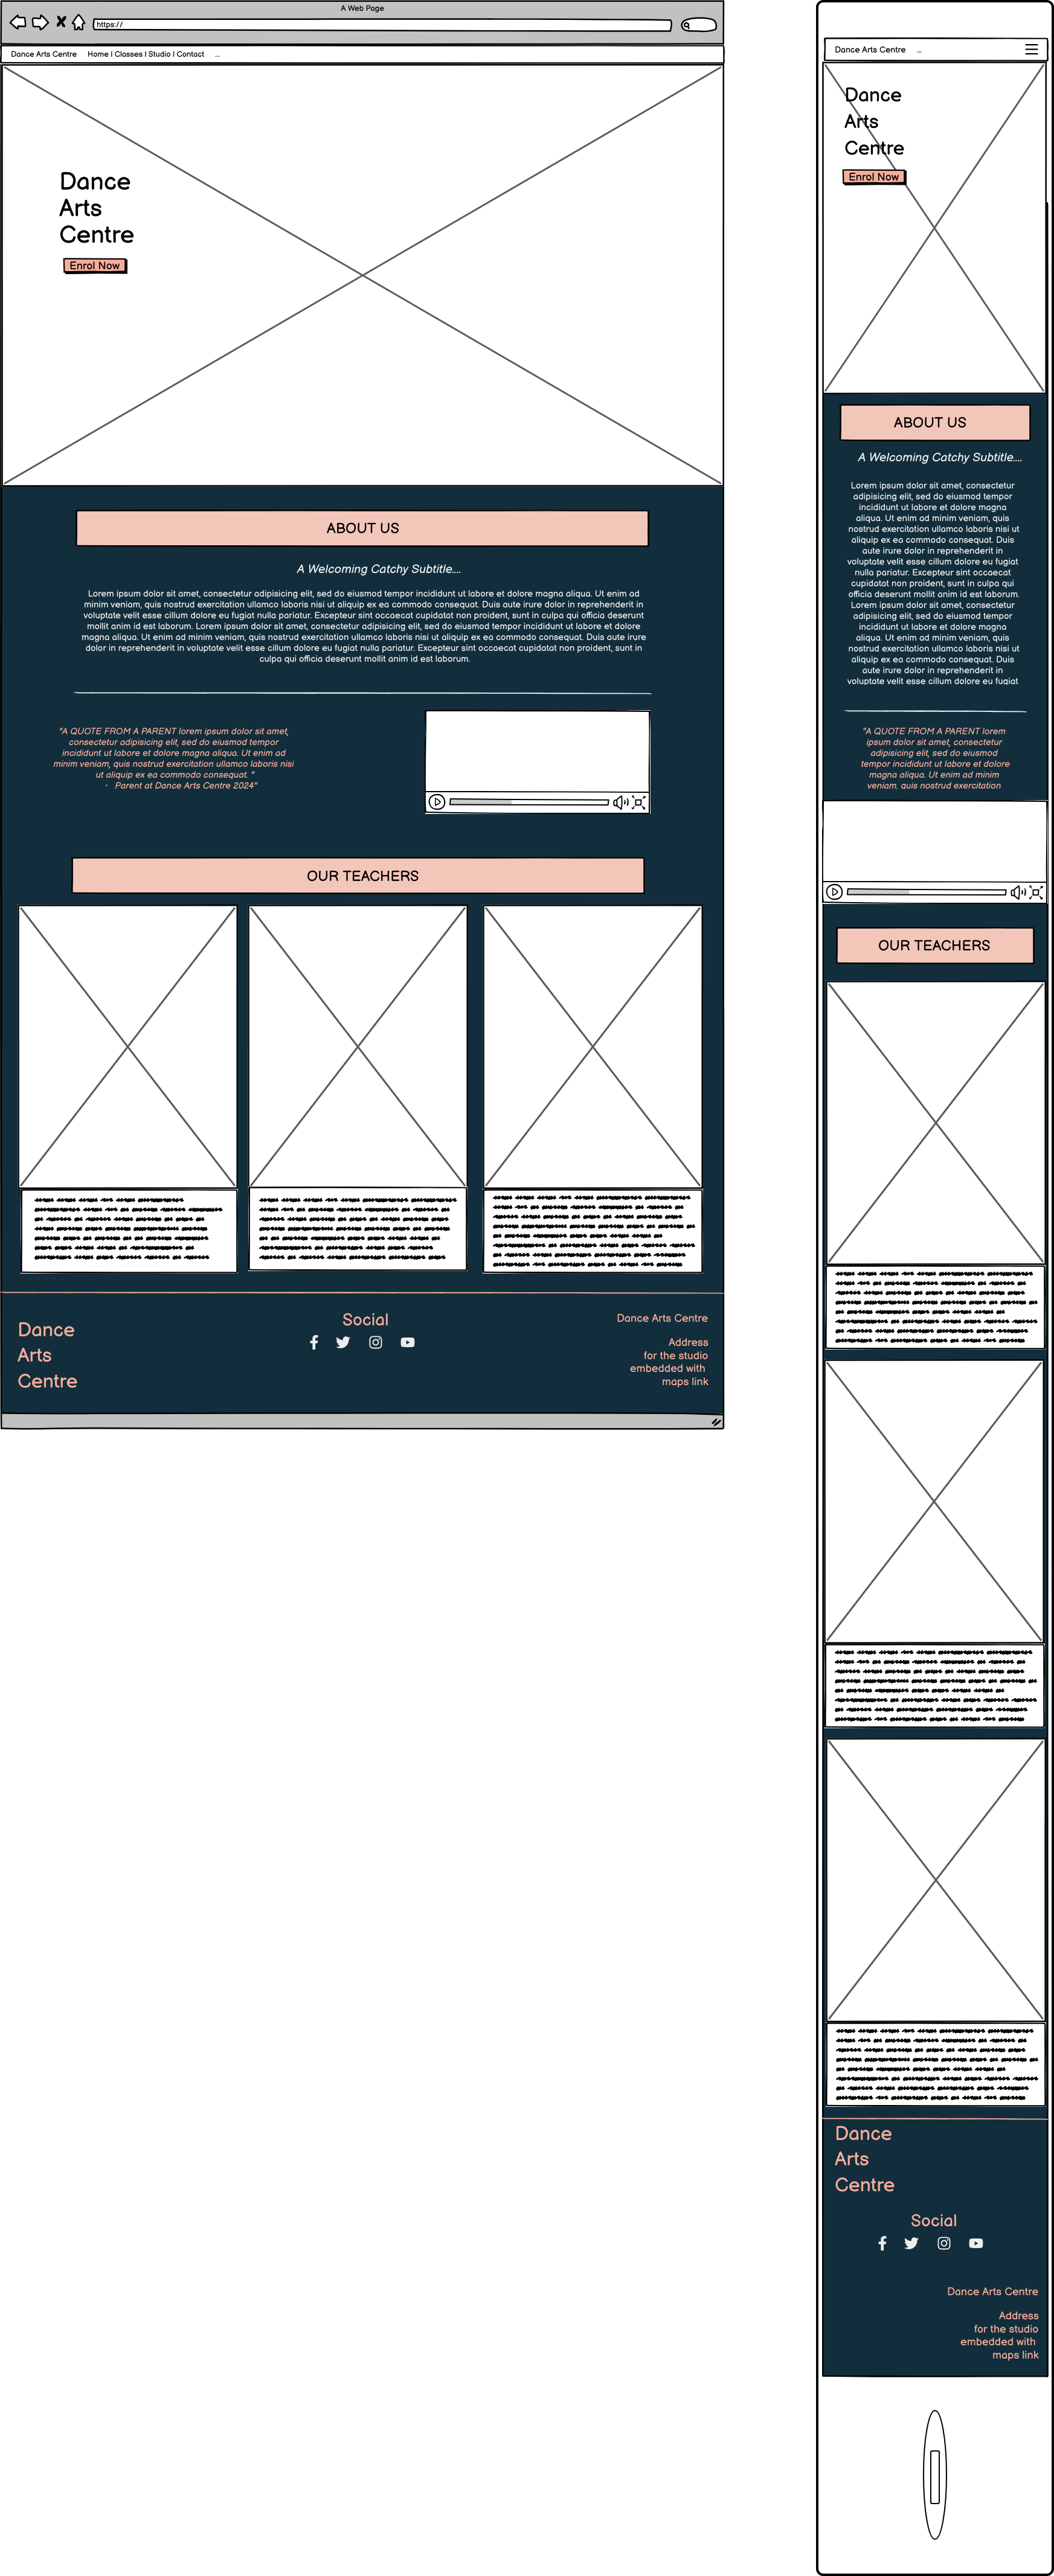 A Web Page
https://
Dance Arts Centre Home | Classes | Studio | Contact ...
Dance
Arts
Centre
Enrol Now
ABOUT US
A Welcoming Catchy Subtitle....
Lorem ipsum dolor sit amet, consectetur adipisicing elit, sed do eiusmod tempor incididunt ut labore et dolore magna aliqua. Ut enim ad
minim veniam, quis nostrud exercitation ullamco laboris nisi ut aliquip ex ea commodo consequat. Duis aute irure dolor in reprehenderit in
voluptate velit esse cillum dolore eu fugiat nulla pariatur. Excepteur sint occaecat cupidatat non proident, sunt in culpa qui officia deserunt
mollit anim id est laborum. Lorem ipsum dolor sit amet, consectetur adipisicing elit, sed do eiusmod tempor incididunt ut labore et dolore
magna aliqua. Ut enim ad minim veniam, quis nostrud exercitation ullamco laboris nisi ut aliquip ex ea commodo consequat. Duis aute irure
dolor in reprehenderit in voluptate velit esse cillum dolore eu fugiat nulla pariatur. Excepteur sint occaecat cupidatat non proident, sunt in
culpa qui officia deserunt mollit anim id est laborum.
"A QUOTE FROM A PARENT lorem ipsum dolor sit amet,
consectetur adipisicing elit, sed do eiusmod tempor
incididunt ut labore et dolore magna aliqua. Ut enim ad
minim veniam, quis nostrud exercitation ullamco laboris nisi
ut aliquip ex ea commodo consequat. "
- Parent at Dance Arts Centre 2024"
OUR TEACHERS
Dance
Arts
Centre
Social
Dance Arts Centre
Address
for the studio
embedded with
maps link
Dance Arts Centre ...
Dance
Arts
Centre
Enrol Now
ABOUT US
A Welcoming Catchy Subtitle....
Lorem ipsum dolor sit amet, consectetur
adipisicing elit, sed do eiusmod tempor
incididunt ut labore et dolore magna
aliqua. Ut enim ad minim veniam, quis
nostrud exercitation ullamco laboris nisi ut
aliquip ex ea commodo consequat. Duis
aute irure dolor in reprehenderit in
voluptate velit esse cillum dolore eu fugiat
nulla pariatur. Excepteur sint occaecat
cupidatat non proident, sunt in culpa qui
officia deserunt mollit anim id est laborum.
Lorem ipsum dolor sit amet, consectetur
adipisicing elit, sed do eiusmod tempor
incididunt ut labore et dolore magna
aliqua. Ut enim ad minim veniam, quis
nostrud exercitation ullamco laboris nisi ut
aliquip ex ea commodo consequat. Duis
aute irure dolor in reprehenderit in
voluptate velit esse cillum dolore eu fugiat
"A QUOTE FROM A PARENT lorem
ipsum dolor sit amet, consectetur
adipisicing elit, sed do eiusmod
tempor incididunt ut labore et dolore
magna aliqua. Ut enim ad minim
veniam, quis nostrud exercitation
OUR TEACHERS
Dance
Arts
Centre
Social
Dance Arts Centre
Address
for the studio
embedded with
maps link